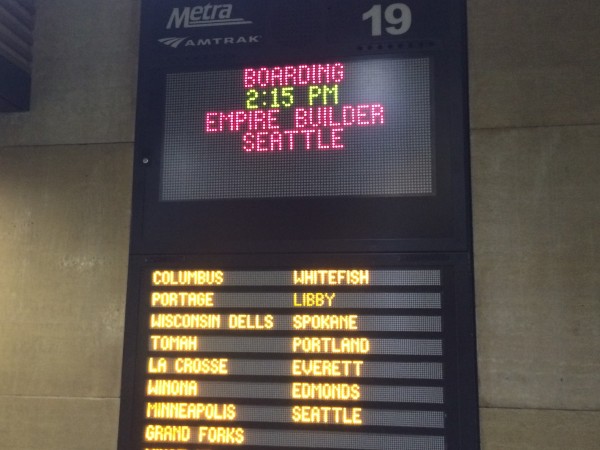 Metra
AMTRAK
19
BOARDING
2:15 PM
EMPIRE BUILDER
SEATTLE
COLUMBUS WHITEFISH
PORTAGE LIBBY
WISCONSIN DELLS SPOKANE
TOMAH PORTLAND
LA CROSSE EVERETT
WINONA EDMONDS
MINNEAPOLIS SEATTLE
GRAND FORKS